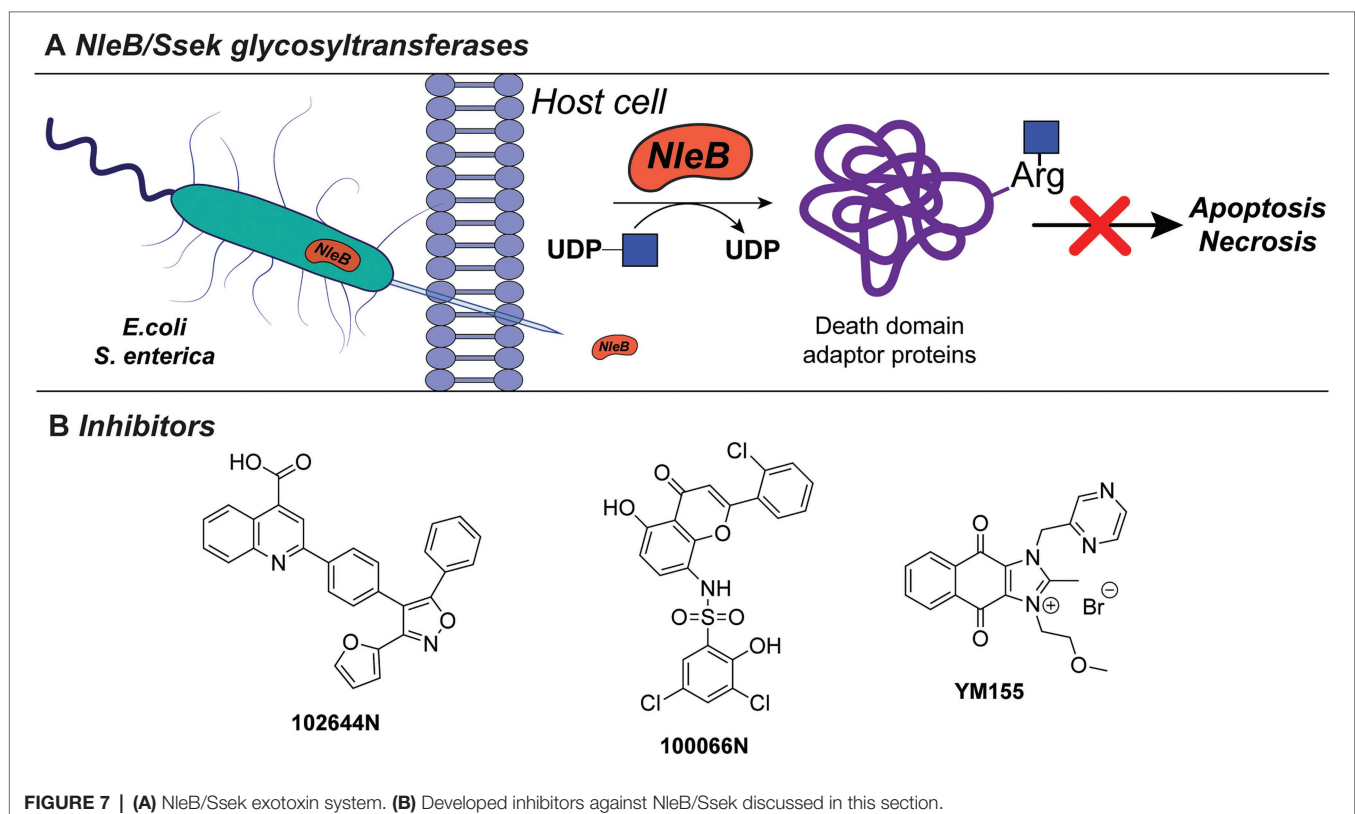 A NleB/Ssek glycosyltransferases
Host cell
NleB
NleB
E.coli
S. enterica
NleB
UDP
UDP
Arg
Death domain
adaptor proteins
Apoptosis
Necrosis
B Inhibitors
HO
O
N
O
N
O
102644N
Cl
O
HO
O
NH
O=S=O
OH
Cl
Cl
100066N
N
N
O
N
N
⊕
Br⊖
O
O
YM155
FIGURE 7 | (A) NleB/Ssek exotoxin system. (B) Developed inhibitors against NleB/Ssek discussed in this section.